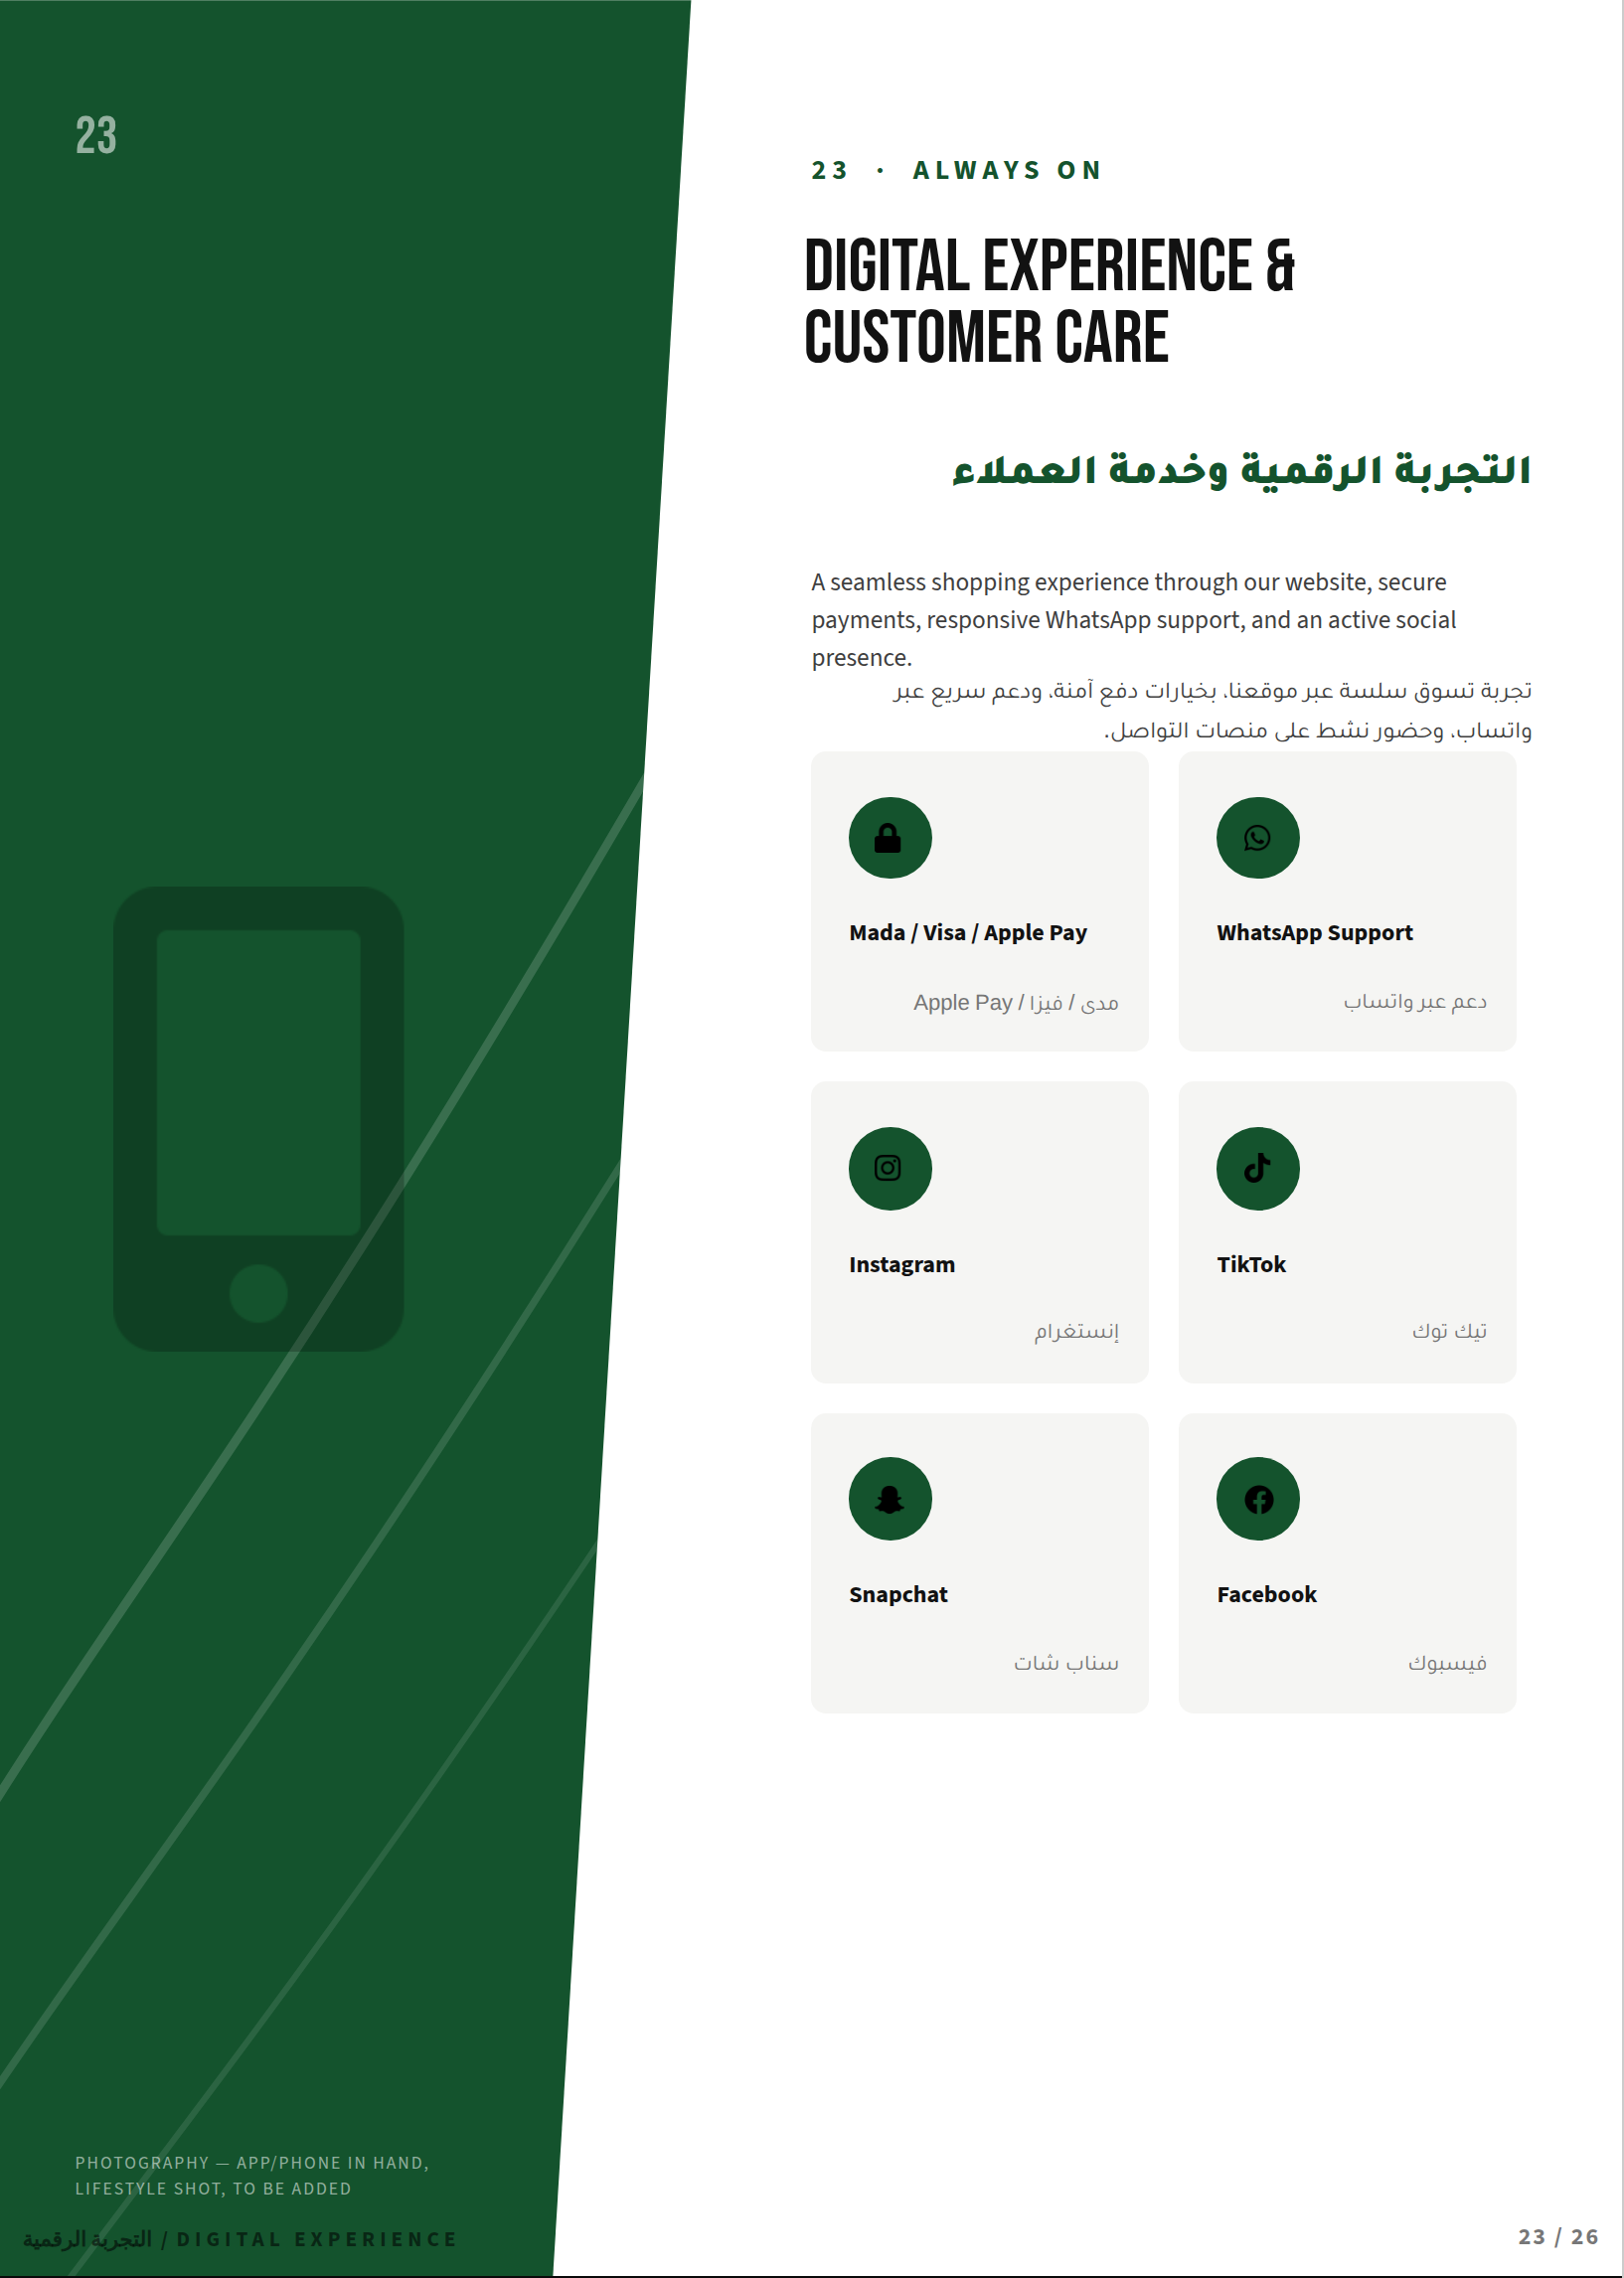 23
23 · ALWAYS ON
DIGITAL EXPERIENCE &
CUSTOMER CARE
التجربة الرقمية وخدمة العملاء
A seamless shopping experience through our website, secure
payments, responsive WhatsApp support, and an active social
presence.
تجربة تسوق سلسة عبر موقعنا، بخيارات دفع آمنة، ودعم سريع عبر
واتساب، وحضور نشط على منصات التواصل.
Mada / Visa / Apple Pay
مدى / فيزا / Apple Pay
WhatsApp Support
دعم عبر واتساب
Instagram
إنستغرام
TikTok
تيك توك
Snapchat
سناب شات
Facebook
فيسبوك
PHOTOGRAPHY — APP/PHONE IN HAND,
LIFESTYLE SHOT, TO BE ADDED
DIGITAL EXPERIENCE / التجربة الرقمية
23 / 26